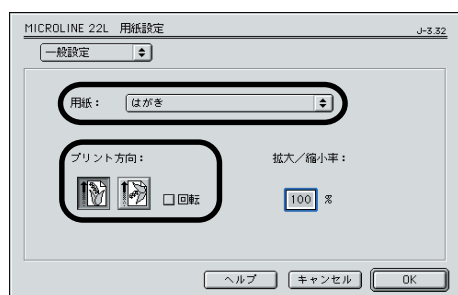 MICROLINE 22L 用紙設定 J-3.32
一般設定
用紙： はがき
プリント方向： 拡大／縮小率：
回転 100 %
ヘルプ キャンセル OK